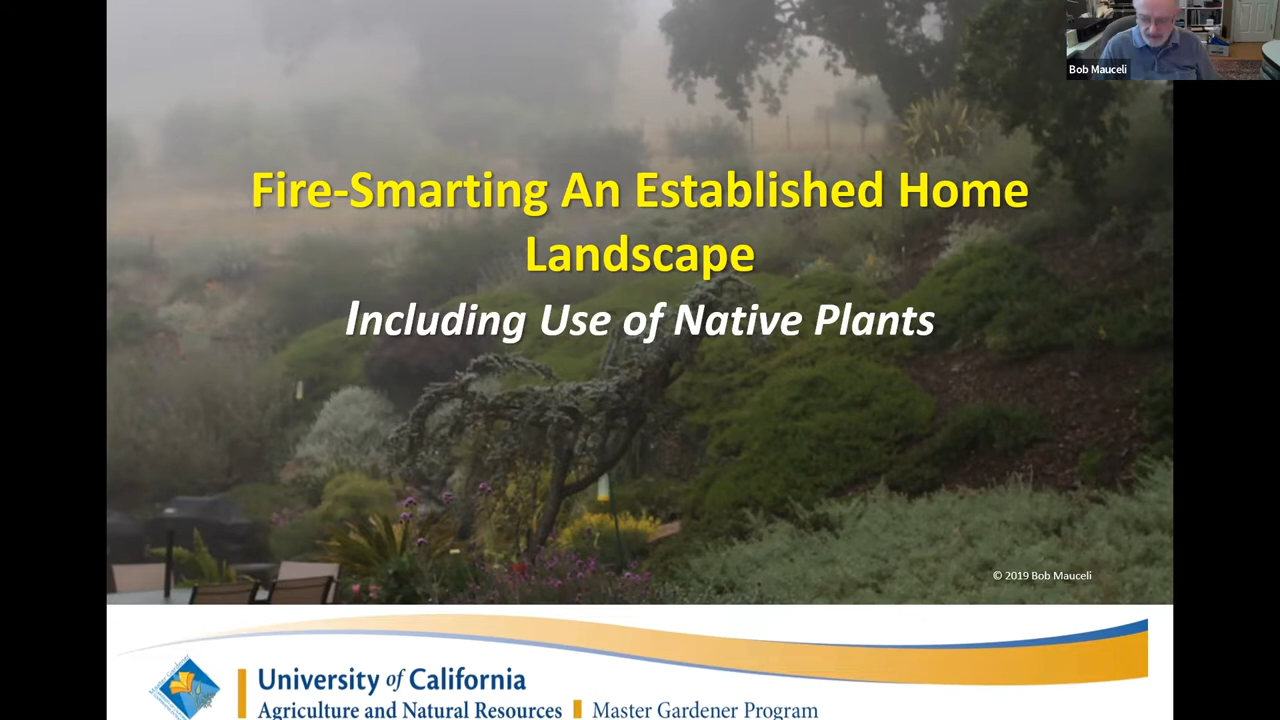 Bob Mauceli
Fire-Smarting An Established Home
Landscape
Including Use of Native Plants
© 2019 Bob Mauceli
University of California
Agriculture and Natural Resources | Master Gardener Program